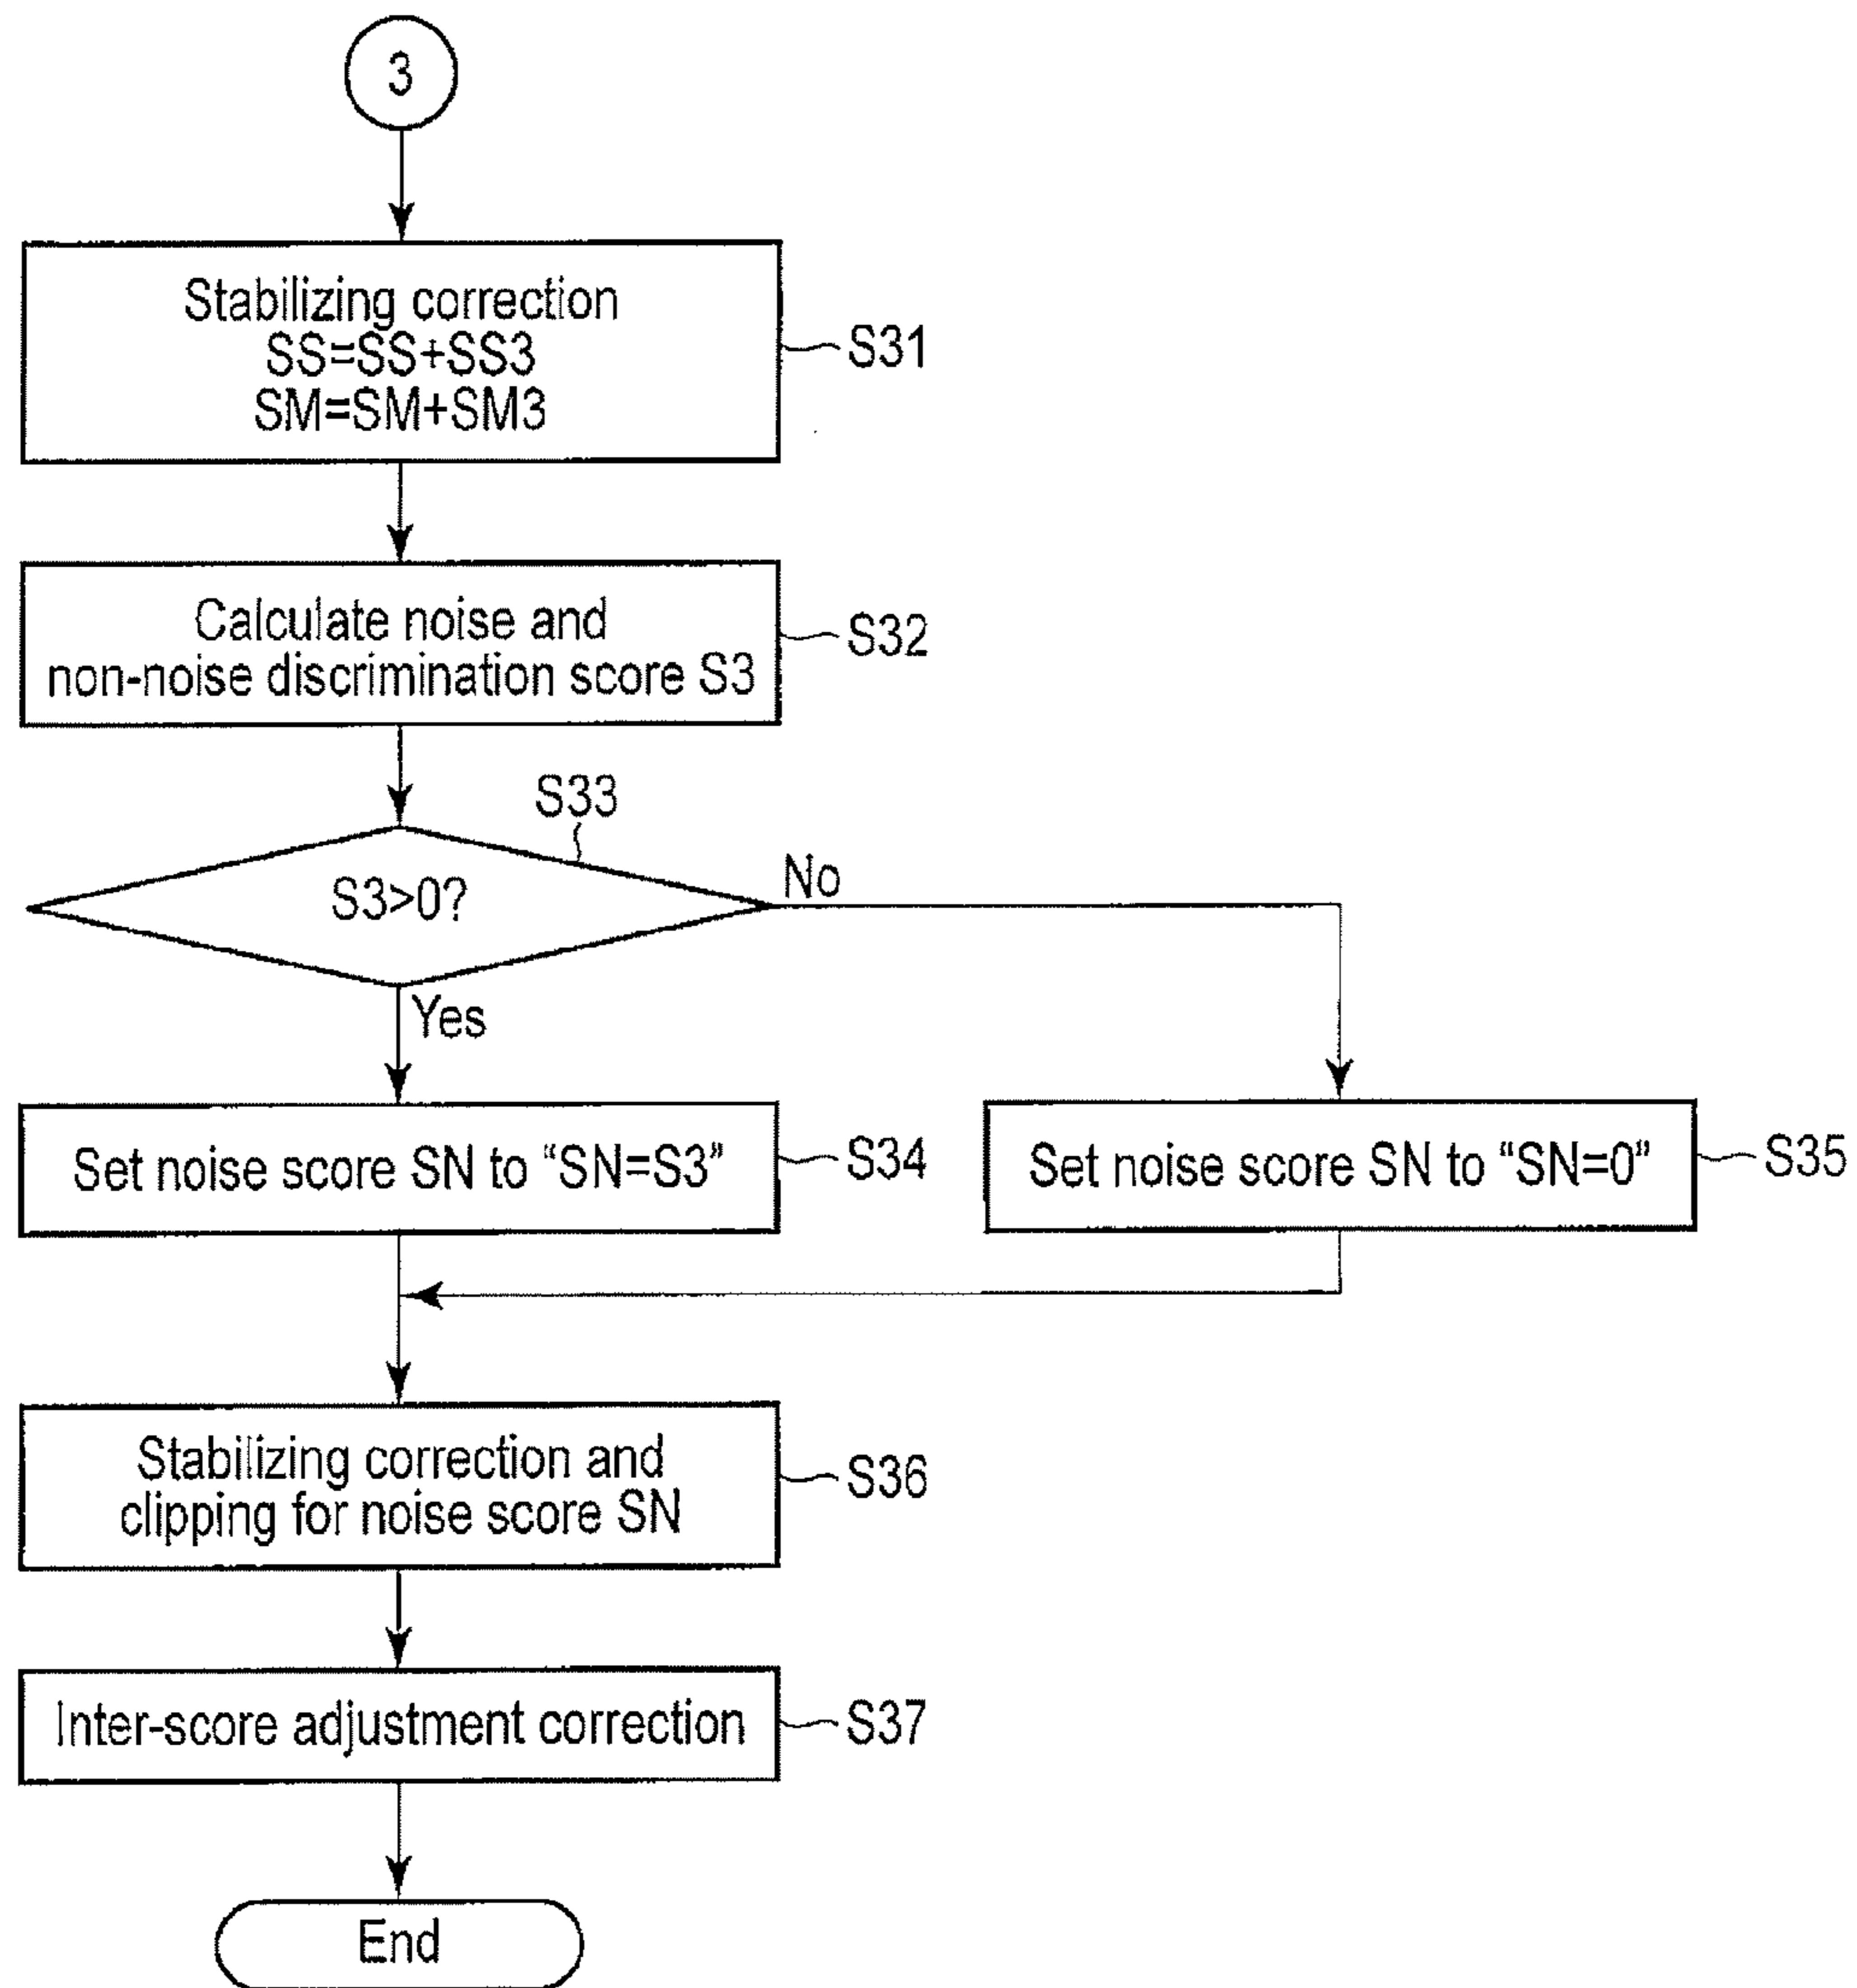 3
Stabilizing correction
SS=SS+SS3
SM=SM+SM3
S31
Calculate noise and
non-noise discrimination score S3
S32
S33
S3>0?
No
Yes
Set noise score SN to “SN=S3”
S34
Set noise score SN to “SN=0”
S35
Stabilizing correction and
clipping for noise score SN
S36
Inter-score adjustment correction
S37
End